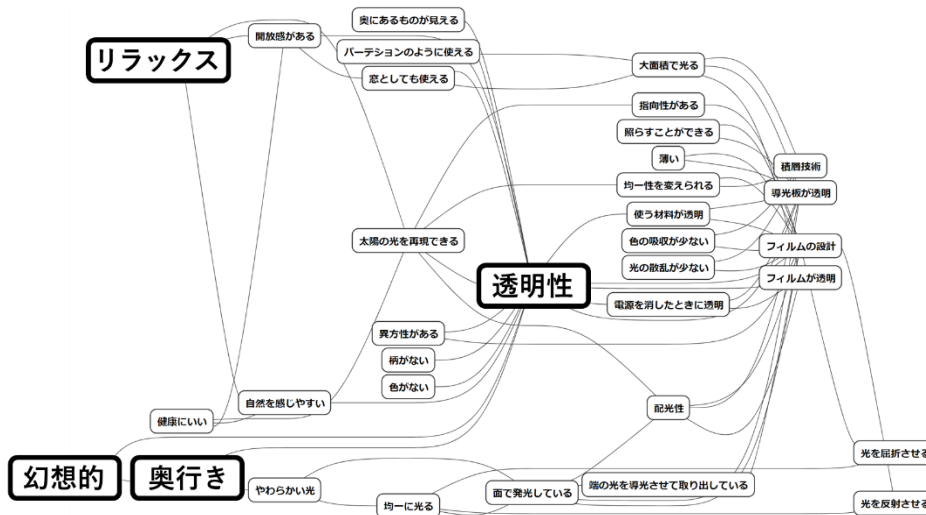 奥にあるものが見える
開放感がある
リラックス
パーテションのように使える
大面積で光る
窓としても使える
指向性がある
照らすことができる
薄い
積層技術
均一性を変えられる
導光板が透明
使う材料が透明
太陽の光を再現できる
色の吸収が少ない
フィルムの設計
光の散乱が少ない
フィルムが透明
透明性
電源を消したときに透明
異方性がある
柄がない
色がない
自然を感じやすい
配光性
健康にいい
光を屈折させる
幻想的
奥行き
やわらかい光
面で発光している
端の光を導光させて取り出している
均一に光る
光を反射させる